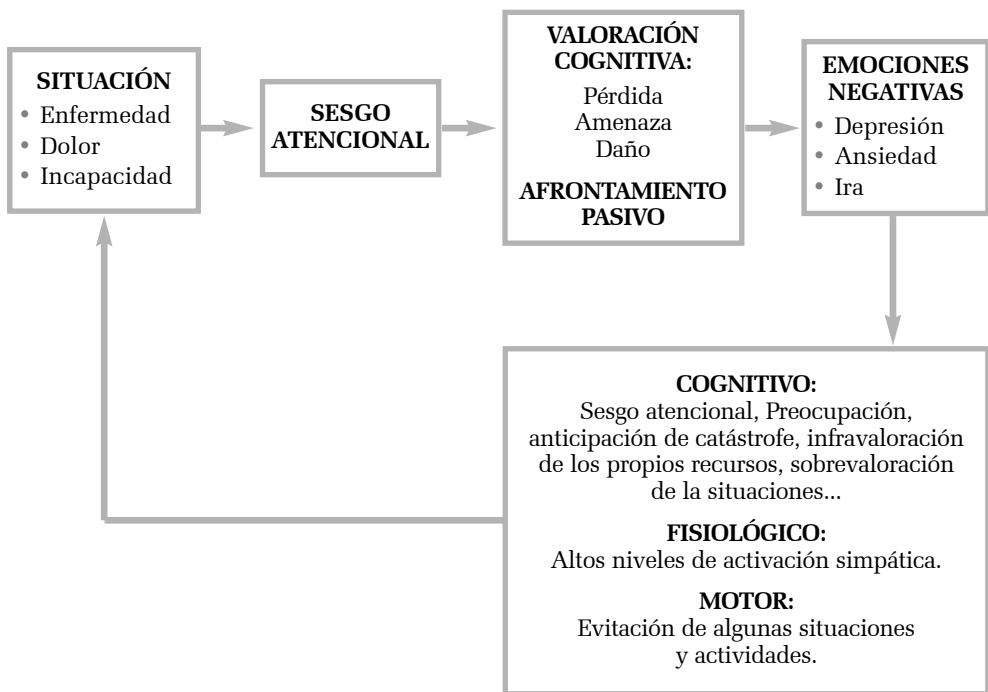 SITUACIÓN
• Enfermedad
• Dolor
• Incapacidad
SESGO
ATENCIONAL
VALORACIÓN
COGNITIVA:
Pérdida
Amenaza
Daño
AFRONTAMIENTO
PASIVO
EMOCIONES
NEGATIVAS
• Depresión
• Ansiedad
• Ira
COGNITIVO:
Sesgo atencional, Preocupación,
anticipación de catástrofe, infravaloración
de los propios recursos, sobrevaloración
de la situaciones...
FISIOLÓGICO:
Altos niveles de activación simpática.
MOTOR:
Evitación de algunas situaciones
y actividades.